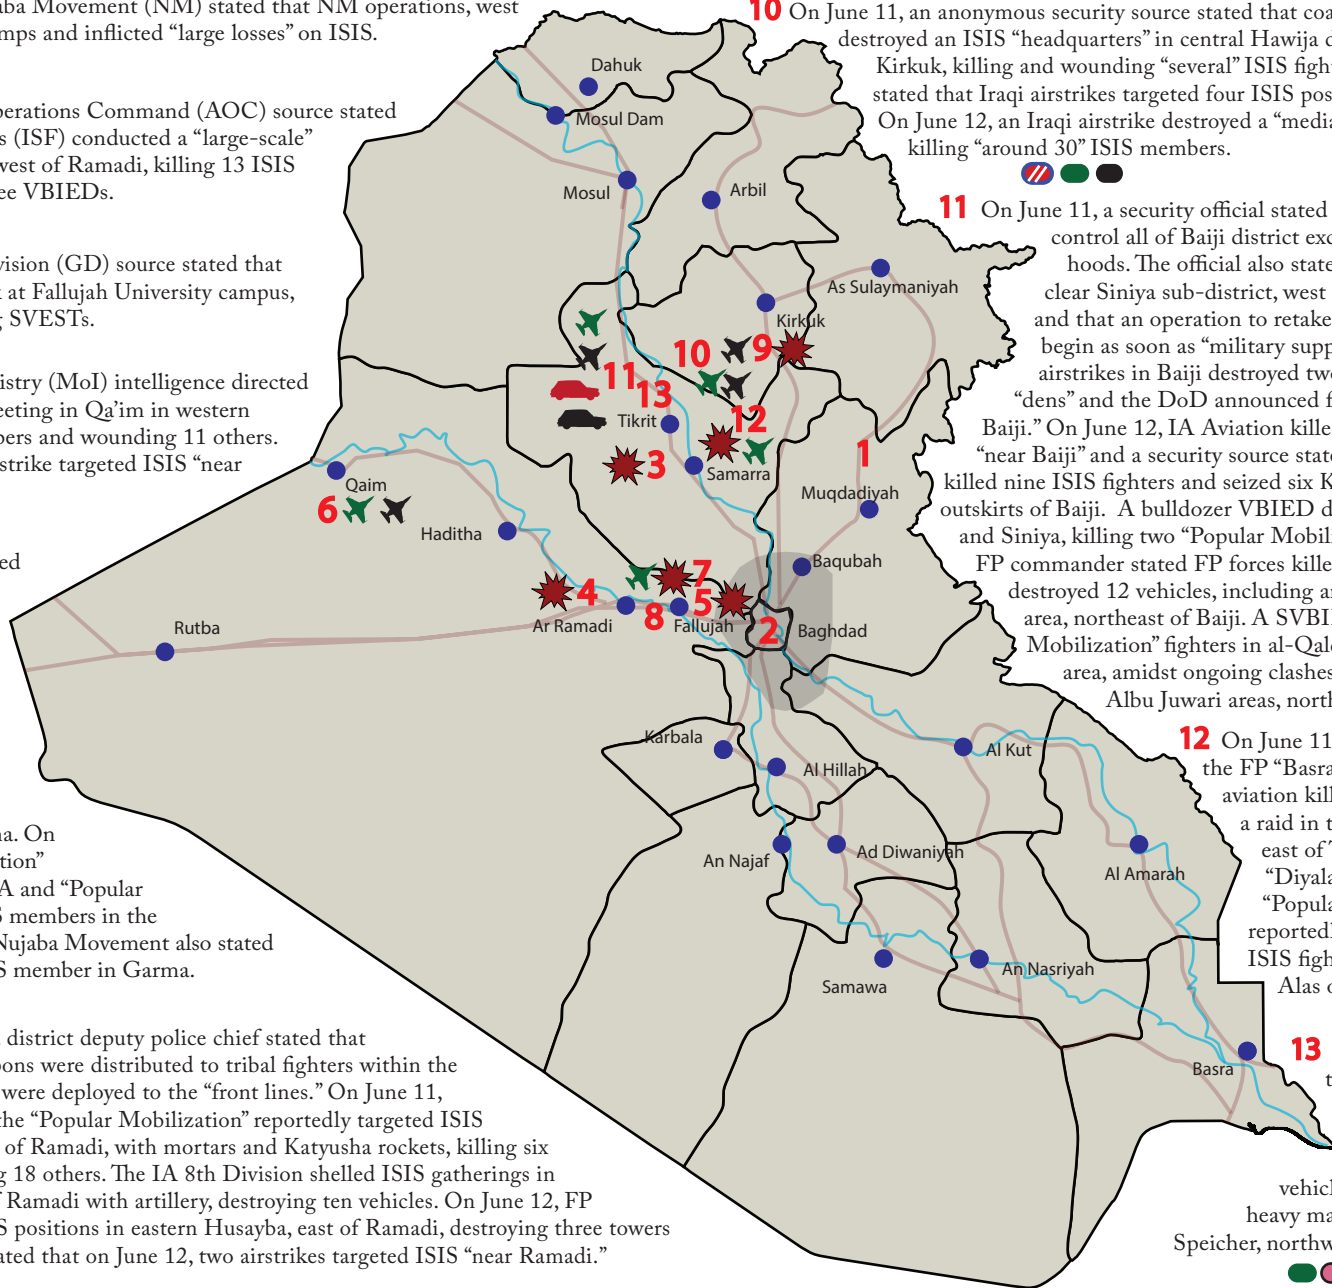 aba Movement (NM) stated that NM operations, west
mps and inflicted “large losses” on ISIS.
perations Command (AOC) source stated
s (ISF) conducted a “large-scale”
west of Ramadi, killing 13 ISIS
ee VBIEDs.
vision (GD) source stated that
k at Fallujah University campus,
g SVESTs.
istry (MoI) intelligence directed
eeting in Qa’im in western
bers and wounding 11 others.
strike targeted ISIS “near
ed
na. On
tion”
A and “Popular
S members in the
Nujaba Movement also stated
S member in Garma.
a district deputy police chief stated that
pons were distributed to tribal fighters within the
were deployed to the “front lines.” On June 11,
the “Popular Mobilization” reportedly targeted ISIS
of Ramadi, with mortars and Katyusha rockets, killing six
g 18 others. The IA 8th Division shelled ISIS gatherings in
f Ramadi with artillery, destroying ten vehicles. On June 12, FP
S positions in eastern Husayba, east of Ramadi, destroying three towers
ated that on June 12, two airstrikes targeted ISIS “near Ramadi.”
Dahuk
Mosul Dam
Mosul
Arbil
As Sulaymaniyah
Kirkuk
10
9
11
13
Tikrit
12
3
Samarra
1
Qaim
6
Muqdadiyah
Haditha
Baqubah
4
7
5
8
Ar Ramadi
Fallujah
2
Baghdad
Rutba
Karbala
Al Hillah
Al Kut
An Najaf
Ad Diwaniyah
Al Amarah
Samawa
An Nasriyah
Basra
10 On June 11, an anonymous security source stated that coa
destroyed an ISIS “headquarters” in central Hawija d
Kirkuk, killing and wounding “several” ISIS fight
stated that Iraqi airstrikes targeted four ISIS pos
On June 12, an Iraqi airstrike destroyed a “media
killing “around 30” ISIS members.
11 On June 11, a security official stated
control all of Baiji district exc
hoods. The official also state
clear Siniya sub-district, west
and that an operation to retake
begin as soon as “military supp
airstrikes in Baiji destroyed two
“dens” and the DoD announced f
Baiji.” On June 12, IA Aviation kille
“near Baiji” and a security source state
killed nine ISIS fighters and seized six K
outskirts of Baiji. A bulldozer VBIED d
and Siniya, killing two “Popular Mobili
FP commander stated FP forces kille
destroyed 12 vehicles, including a
area, northeast of Baiji. A SVBI
Mobilization” fighters in al-Qal
area, amidst ongoing clashes
Albu Juwari areas, north
12 On June 11
the FP “Basra
aviation kill
a raid in t
east of T
“Diyala
“Popula
reportedl
ISIS figh
Alas o
13
t
vehicl
heavy ma
Speicher, northw